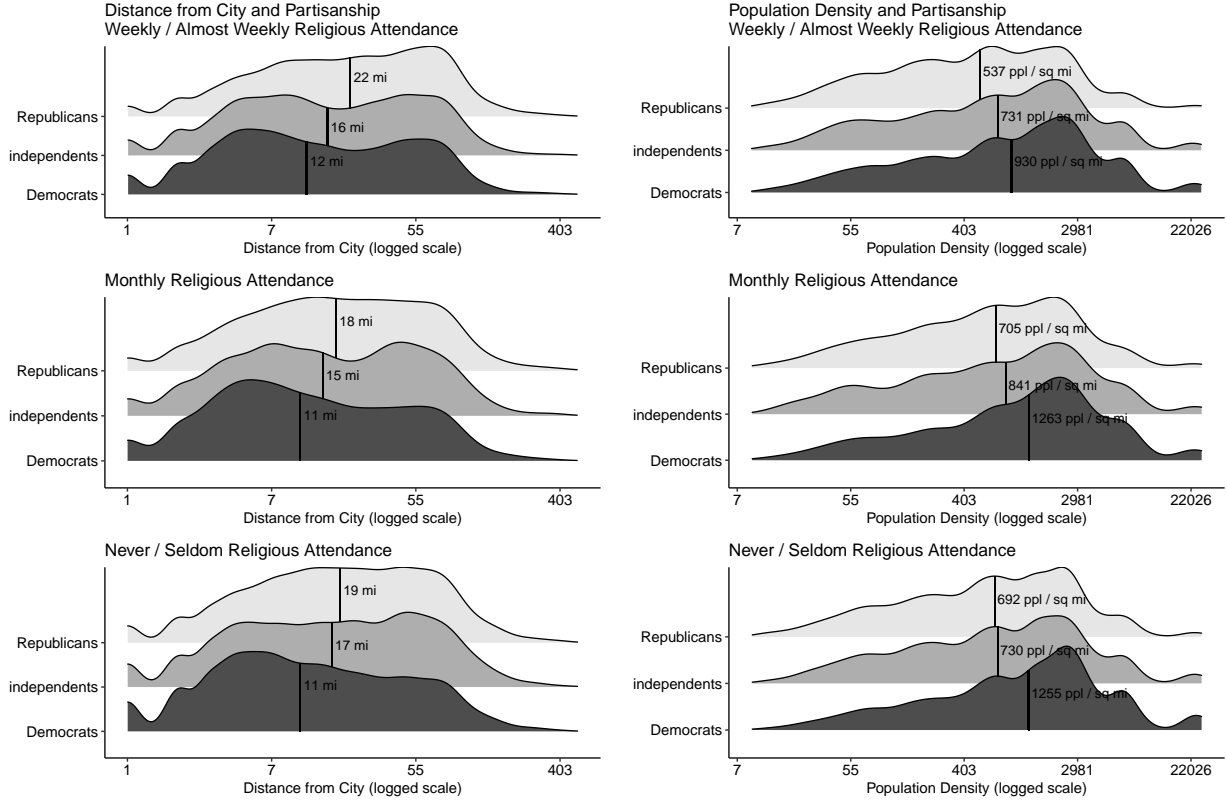 Distance from City and Partisanship
Weekly / Almost Weekly Religious Attendance
22 mi
Republicans
16 mi
independents
12 mi
Democrats
1 7 55 403
Distance from City (logged scale)
Population Density and Partisanship
Weekly / Almost Weekly Religious Attendance
537 ppl / sq mi
Republicans
731 ppl / sq mi
independents
930 ppl / sq mi
Democrats
7 55 403 2981 22026
Population Density (logged scale)
Monthly Religious Attendance
18 mi
Republicans
15 mi
independents
11 mi
Democrats
1 7 55 403
Distance from City (logged scale)
Monthly Religious Attendance
705 ppl / sq mi
Republicans
841 ppl / sq mi
independents
1263 ppl / sq mi
Democrats
7 55 403 2981 22026
Population Density (logged scale)
Never / Seldom Religious Attendance
19 mi
Republicans
17 mi
independents
11 mi
Democrats
1 7 55 403
Distance from City (logged scale)
Never / Seldom Religious Attendance
692 ppl / sq mi
Republicans
730 ppl / sq mi
independents
1255 ppl / sq mi
Democrats
7 55 403 2981 22026
Population Density (logged scale)